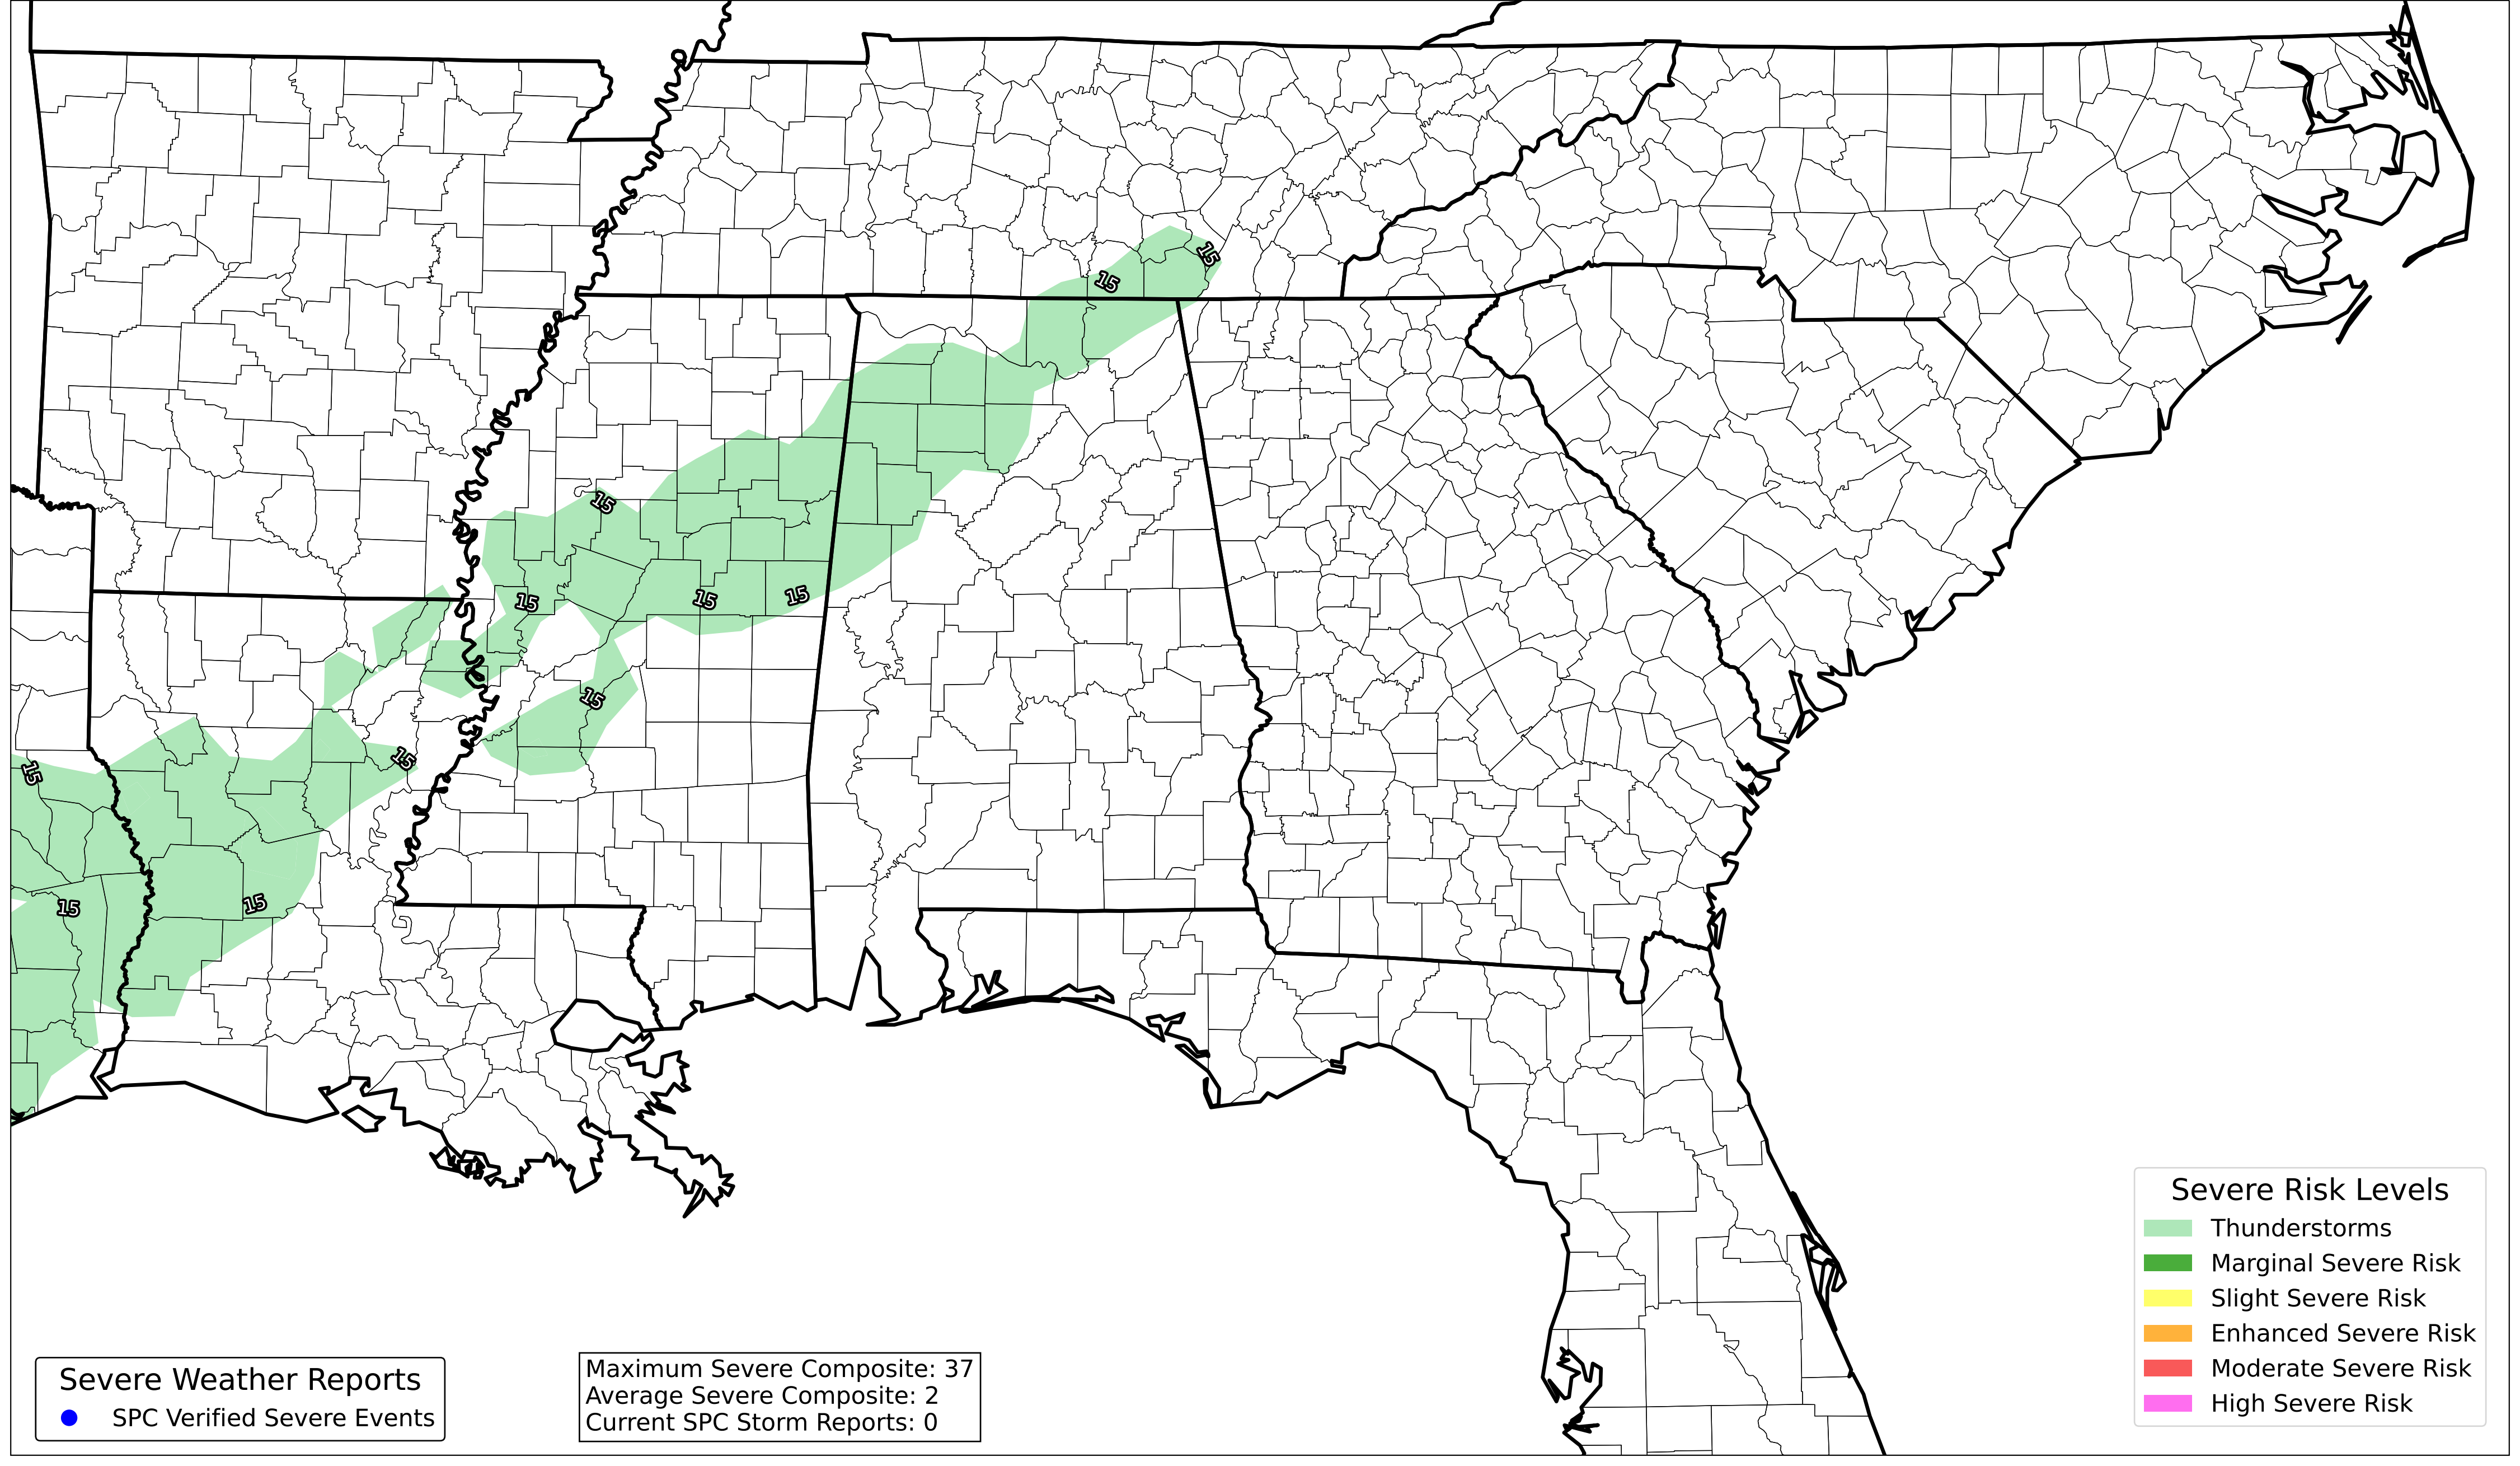 15
15
15
15
15
15
15
15
15
15
15
Severe Risk Levels
Thunderstorms
Marginal Severe Risk
Slight Severe Risk
Enhanced Severe Risk
Moderate Severe Risk
High Severe Risk
Severe Weather Reports
SPC Verified Severe Events
Maximum Severe Composite: 37
Average Severe Composite: 2
Current SPC Storm Reports: 0